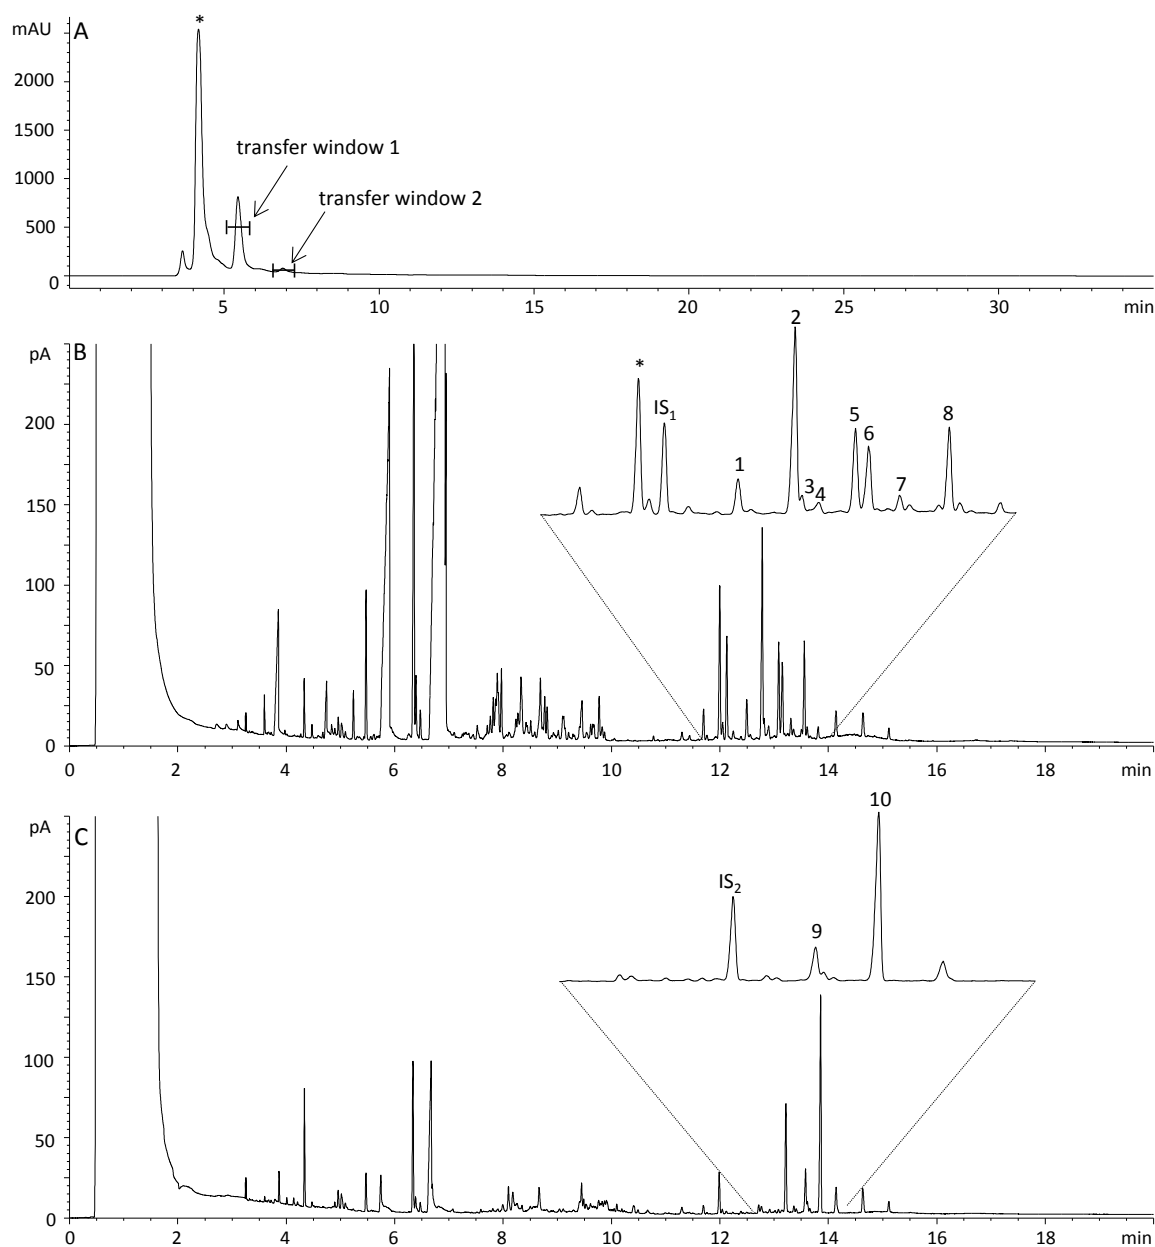 mAU
A
*
2000
1500
1000
500
0
transfer window 1
transfer window 2
5 10 15 20 25 30 min
pA
B
200
150
100
50
0
*
IS₁
1
2
3
4
5
6
7
8
0 2 4 6 8 10 12 14 16 18 min
pA
C
200
150
100
50
0
IS₂
9
10
0 2 4 6 8 10 12 14 16 18 min